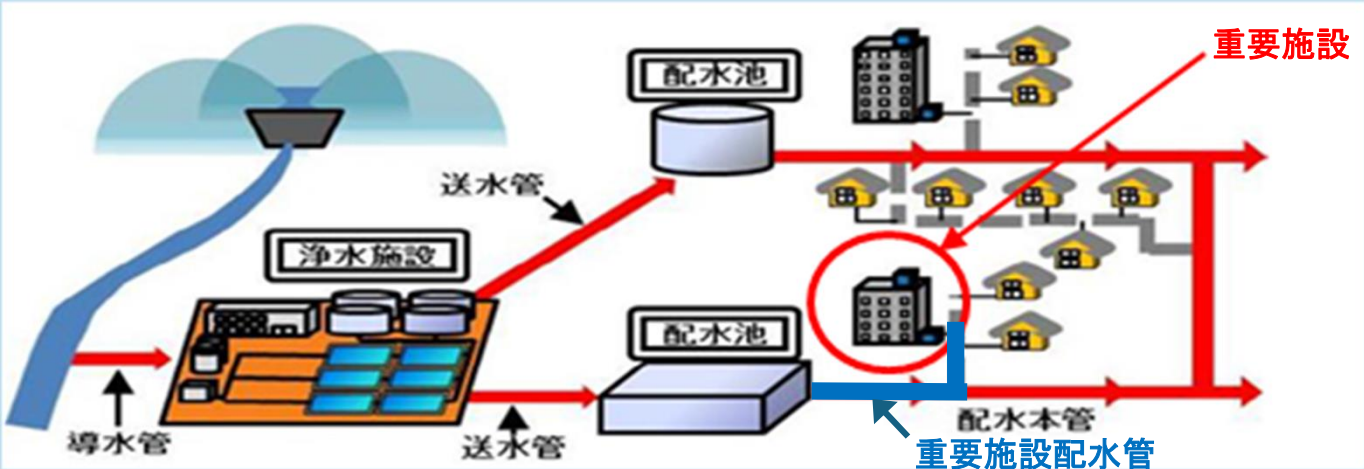 重要施設
配水池
送水管
浄水施設
配水池
導水管
送水管
配水本管
重要施設配水管